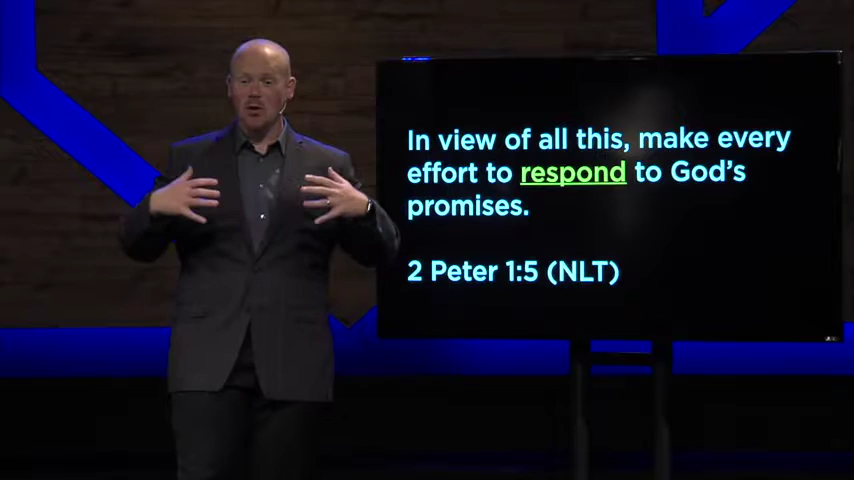 In view of all this, make every
effort to respond to God's
promises.
2 Peter 1:5 (NLT)